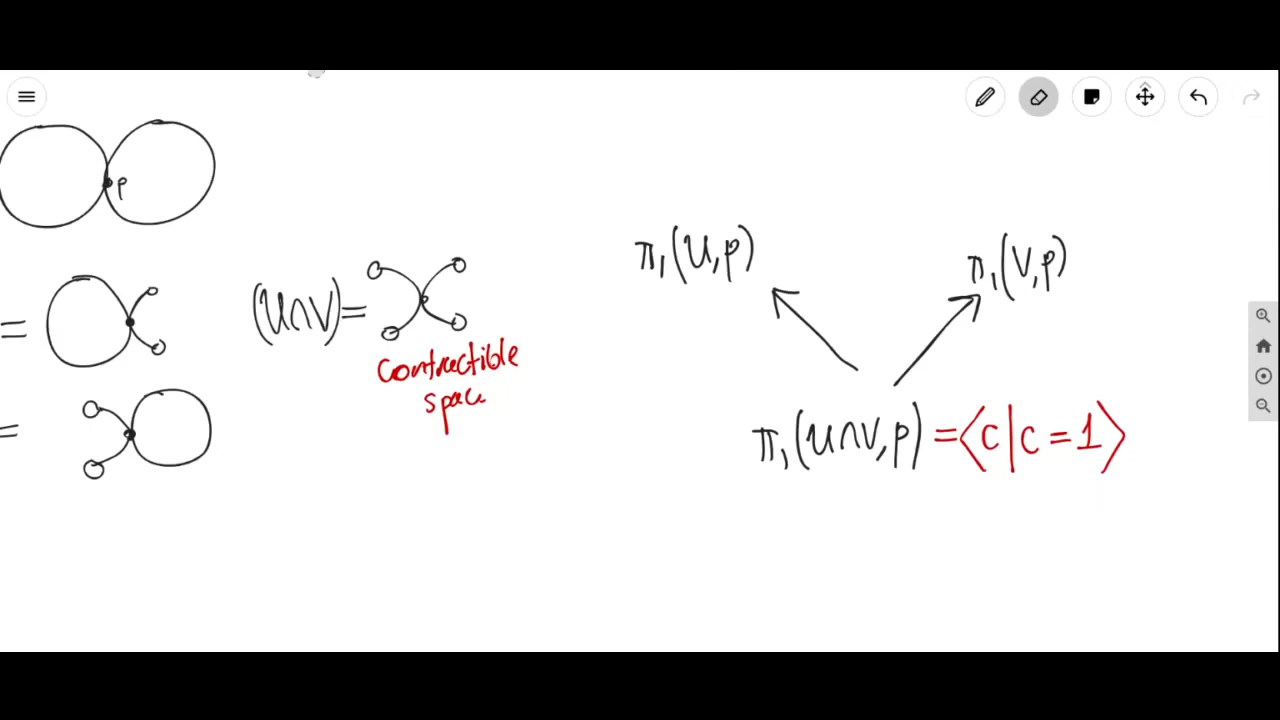 p
=
(U∩V)=
contractible
space
=
π₁(U,p)
π₁(V,p)
π₁(U∩V,p) =⟨c|c=1⟩